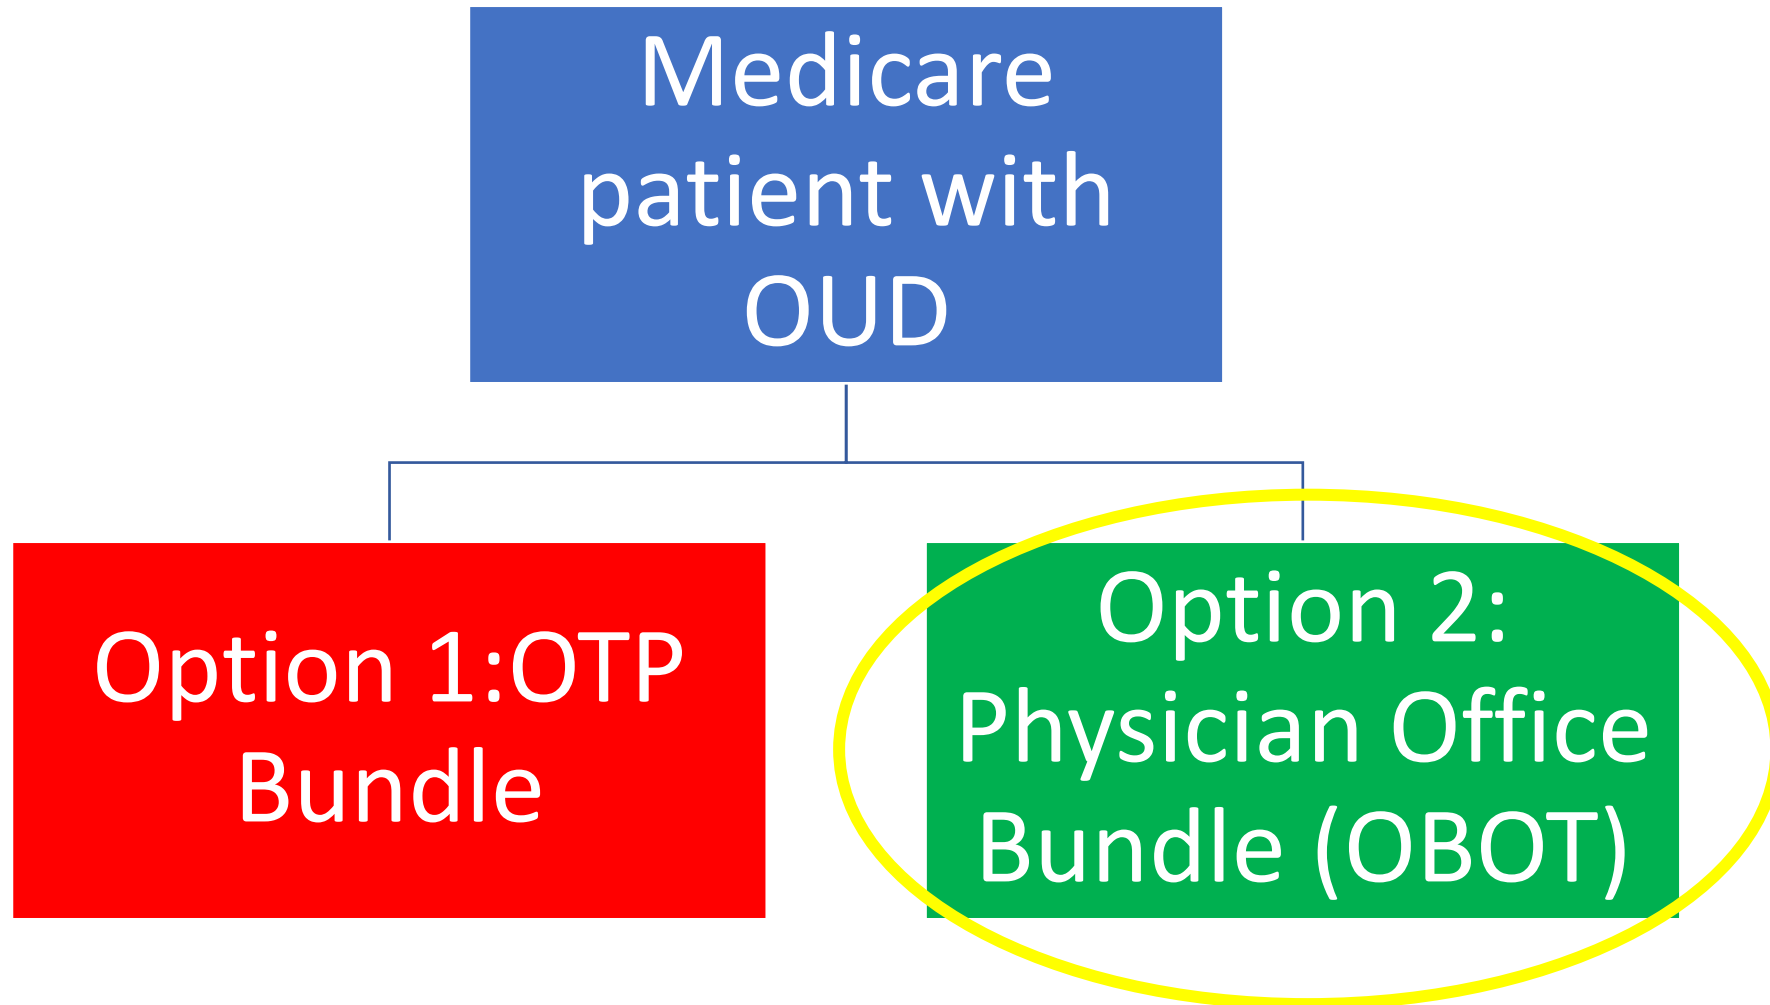 Medicare
patient with
OUD
Option 1:OTP
Bundle
Option 2:
Physician Office
Bundle (OBOT)